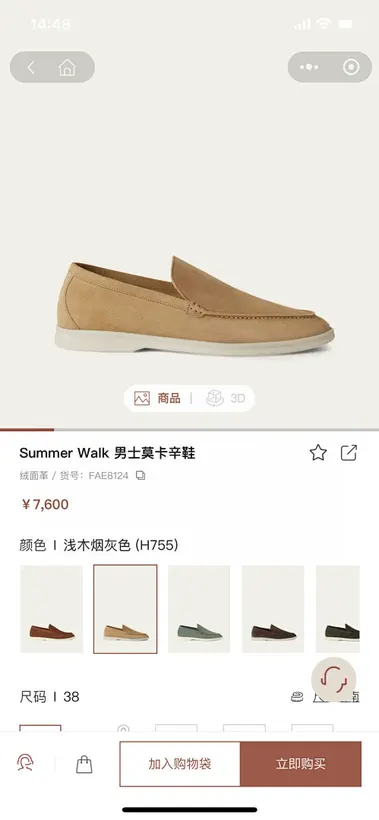 14:48
商品
3D
Summer Walk 男士莫卡辛鞋
绒面革 / 货号: FAE8124
￥7,600
颜色 I 浅木烟灰色 (H755)
尺码 I 38
加入购物袋
立即购买